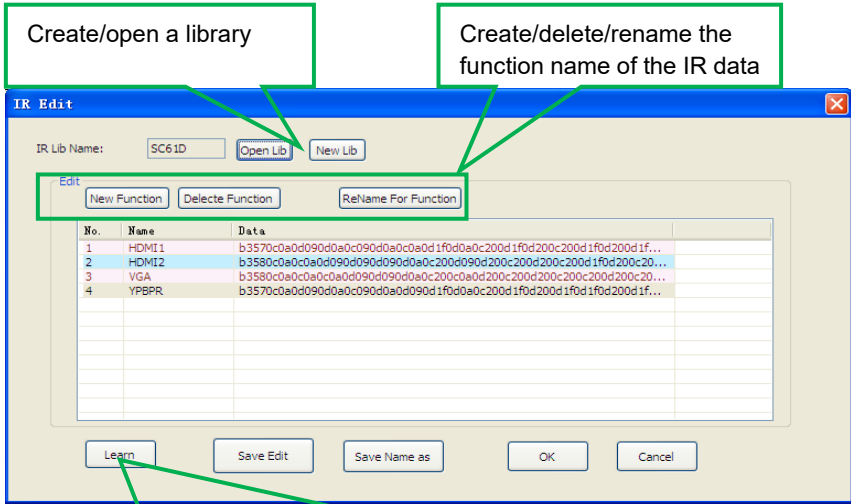 Create/open a library
Create/delete/rename the
function name of the IR data
IR Edit
IR Lib Name: SC61D Open Lib New Lib
Edit
New Function Delecte Function ReName For Function
No. Name Data
1 HDMI1 b3570c0a0d090d0a0c090d0a0c0a0d1f0d0a0c200d1f0d200c200d1f0d200d1f...
2 HDMI2 b3580c0a0c0a0d090d090d090d0a0c200d090d200c200d200c200d1f0d200c20...
3 VGA b3580c0a0c0a0c0a0d090d090d0a0c200c0a0d200c200d200c200d200d200c20...
4 YPBPR b3570c0a0d090d0a0c090d0a0d090d1f0d0a0c200d1f0d200d1f0d1f0d200d1f...
Learn Save Edit Save Name as OK Cancel